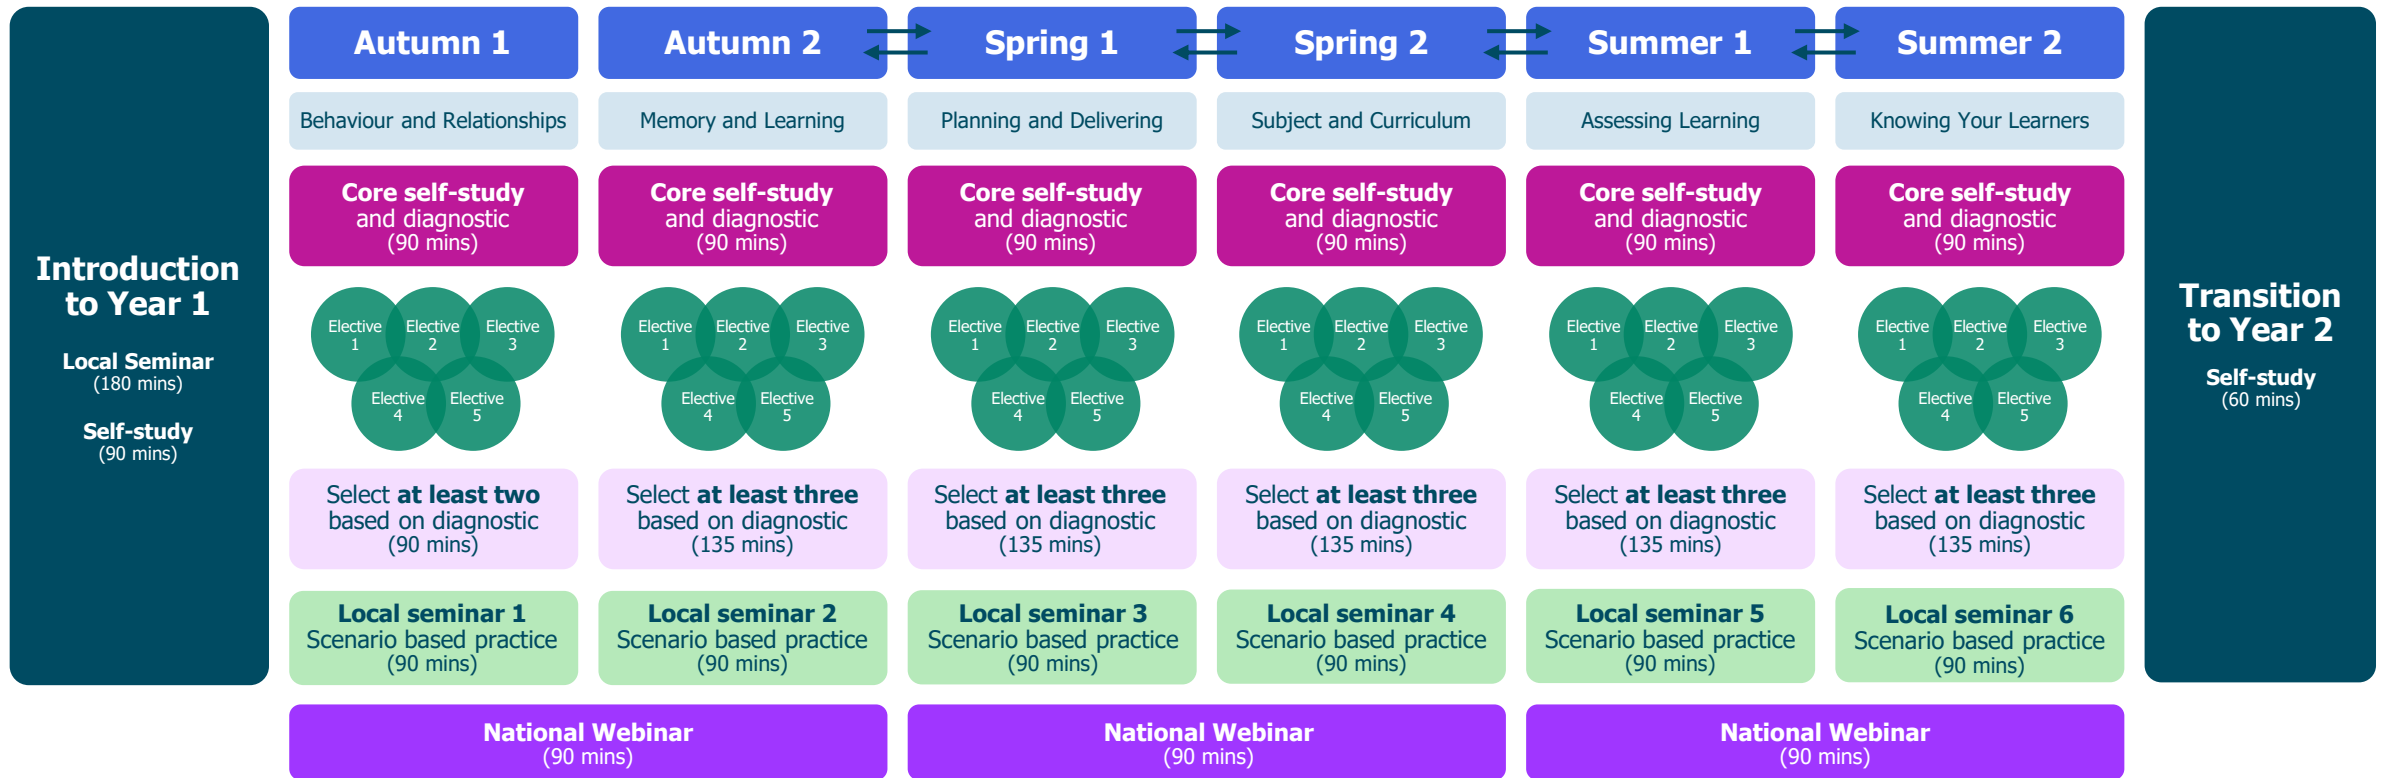 Introduction
to Year 1
Local Seminar
(180 mins)
Self-study
(90 mins)
Autumn 1
Behaviour and Relationships
Core self-study
and diagnostic
(90 mins)
Elective
1
Elective
2
Elective
3
Elective
4
Elective
5
Select at least two
based on diagnostic
(90 mins)
Local seminar 1
Scenario based practice
(90 mins)
Autumn 2
Memory and Learning
Core self-study
and diagnostic
(90 mins)
Elective
1
Elective
2
Elective
3
Elective
4
Elective
5
Select at least three
based on diagnostic
(135 mins)
Local seminar 2
Scenario based practice
(90 mins)
National Webinar
(90 mins)
Spring 1
Planning and Delivering
Core self-study
and diagnostic
(90 mins)
Elective
1
Elective
2
Elective
3
Elective
4
Elective
5
Select at least three
based on diagnostic
(135 mins)
Local seminar 3
Scenario based practice
(90 mins)
Spring 2
Subject and Curriculum
Core self-study
and diagnostic
(90 mins)
Elective
1
Elective
2
Elective
3
Elective
4
Elective
5
Select at least three
based on diagnostic
(135 mins)
Local seminar 4
Scenario based practice
(90 mins)
National Webinar
(90 mins)
Summer 1
Assessing Learning
Core self-study
and diagnostic
(90 mins)
Elective
1
Elective
2
Elective
3
Elective
4
Elective
5
Select at least three
based on diagnostic
(135 mins)
Local seminar 5
Scenario based practice
(90 mins)
Summer 2
Knowing Your Learners
Core self-study
and diagnostic
(90 mins)
Elective
1
Elective
2
Elective
3
Elective
4
Elective
5
Select at least three
based on diagnostic
(135 mins)
Local seminar 6
Scenario based practice
(90 mins)
National Webinar
(90 mins)
Transition
to Year 2
Self-study
(60 mins)